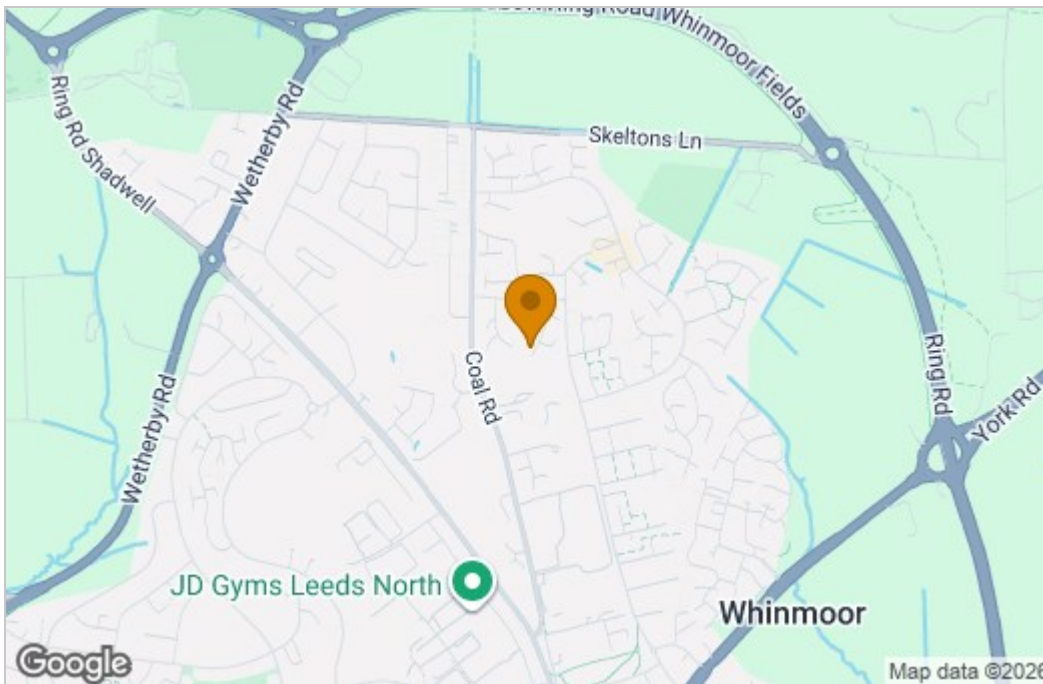 Ring Road Whinmoor Fields
Ring Rd Shadwell
Wetherby Rd
Skeltons Ln
Coal Rd
Ring Rd
York Rd
Wetherby Rd
JD Gyms Leeds North
Whinmoor
Google
Map data ©2026